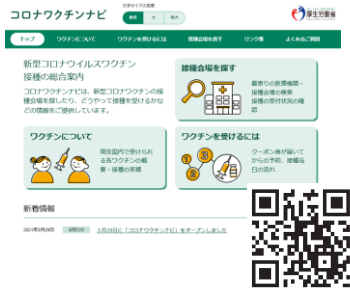 コロナワクチンナビ
文字サイズの変更
標準 大 特大
厚生労働省
トップ ワクチンについて ワクチンを受けるには 接種会場を探す リンク集 よくあるご質問
新型コロナウイルスワクチン
接種の総合案内
コロナワクチンナビは、新型コロナワクチンの接
種会場を探したり、どうやって接種を受けるかな
どの情報をご提供しています。
接種会場を探す
最寄りの医療機関・
接種会場の検索
接種の受付状況の確
認
ワクチンについて
現在国内で受けられ
る各ワクチンの概
要・接種の実績
ワクチンを受けるには
クーポン券が届いて
からの予約、接種当
日の流れ
1
2
3
新着情報
お知らせ
3月29日に「コロナワクチンナビ」をオープンしました